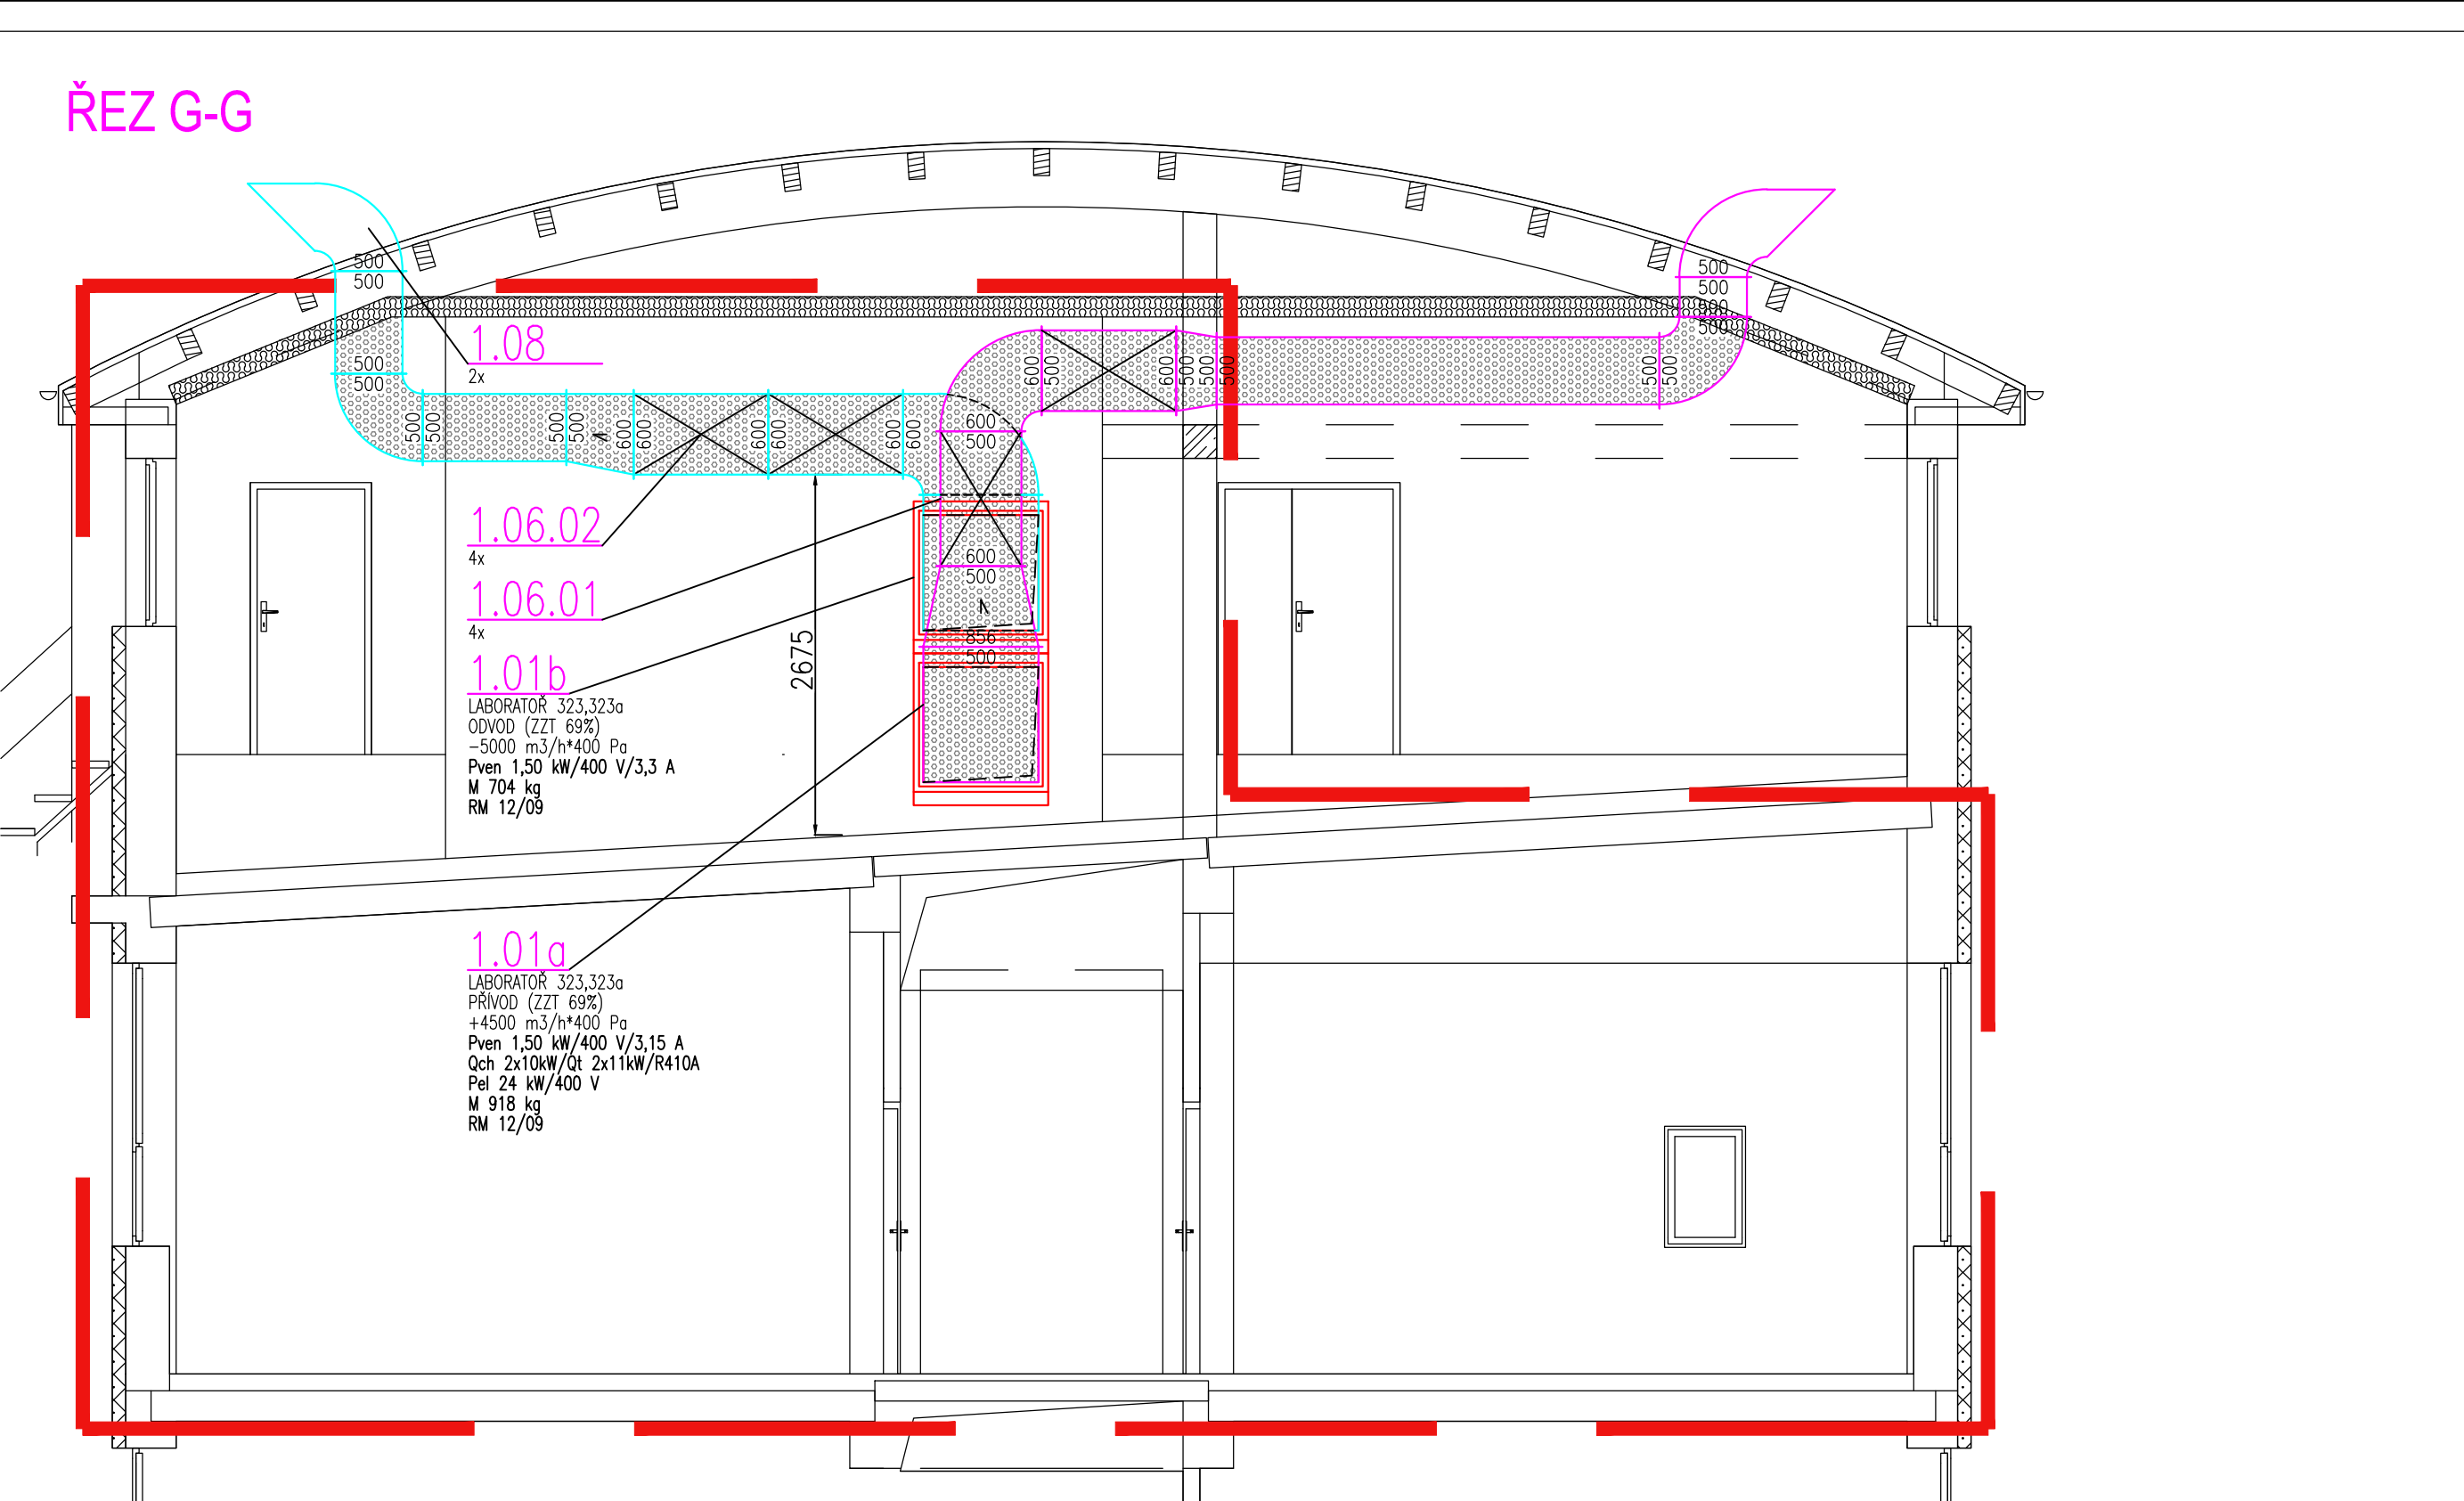 ŘEZ G-G
500
500
500
500
500
500
500
500
1.08
2x
500
500
600
500
600
500
500
500
500
500
500
500
500
500
600
600
600
600
600
600
600
500
1.06.02
4x
600
500
1.06.01
4x
856
500
2675
1.01b
LABORATOŘ 323,323a
ODVOD (ZZT 69%)
-5000 m3/h*400 Pa
Pven 1,50 kW/400 V/3,3 A
M 704 kg
RM 12/09
1.01a
LABORATOŘ 323,323a
PŘÍVOD (ZZT 69%)
+4500 m3/h*400 Pa
Pven 1,50 kW/400 V/3,15 A
Qch 2x10kW/Qt 2x11kW/R410A
Pel 24 kW/400 V
M 918 kg
RM 12/09